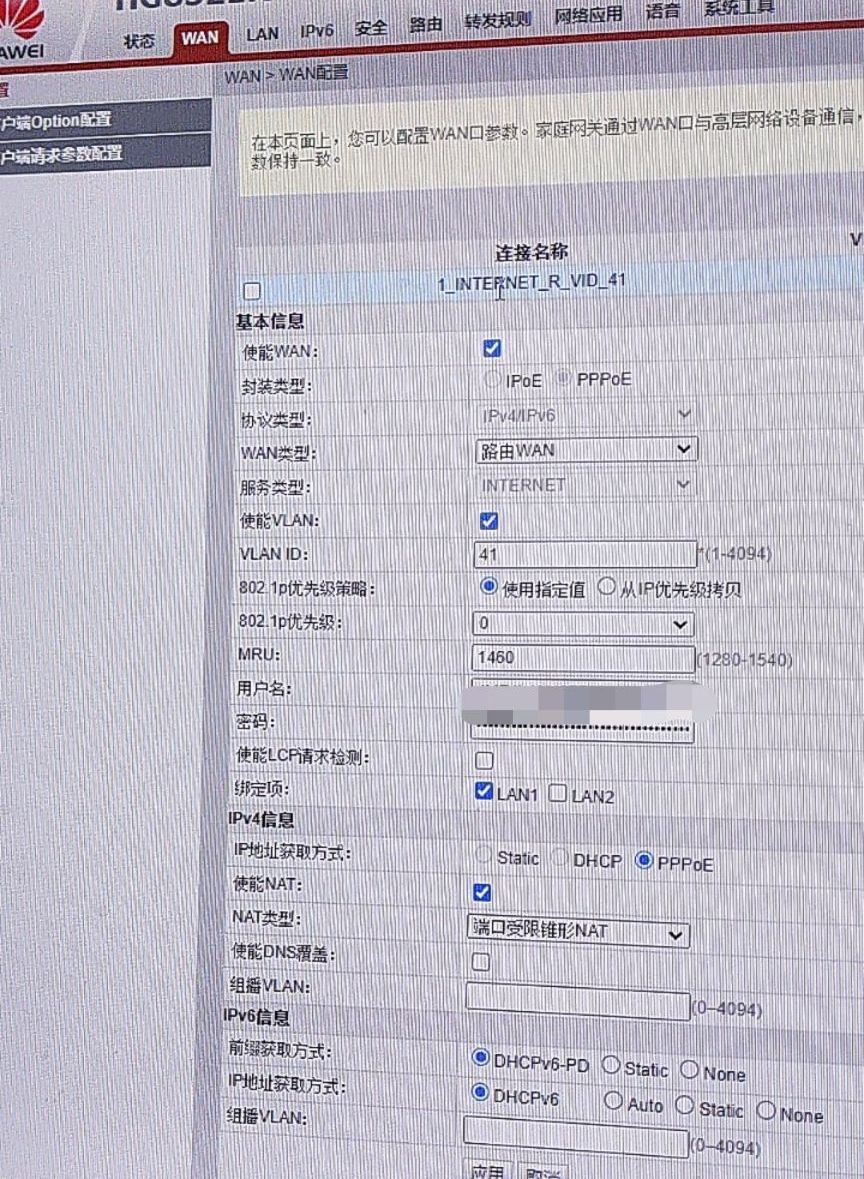 状态 WAN LAN IPv6 安全 路由 转发规则 网络应用 语音 系统工具
AWEI
WAN > WAN配置
置
户端Option配置
户端请求参数配置
在本页面上，您可以配置WAN口参数。家庭网关通过WAN口与高层网络设备通信，
数保持一致。
连接名称 V
1_INTERNET_R_VID_41
基本信息
使能WAN：
封装类型： IPoE PPPoE
协议类型： IPv4/IPv6
WAN类型： 路由WAN
服务类型： INTERNET
使能VLAN：
VLAN ID： 41 *(1-4094)
802.1p优先级策略： 使用指定值 从IP优先级拷贝
802.1p优先级： 0
MRU： 1460 (1280-1540)
用户名：
密码：
使能LCP请求检测：
绑定项： LAN1 LAN2
IPv4信息
IP地址获取方式： Static DHCP PPPoE
使能NAT：
NAT类型： 端口受限锥形NAT
使能DNS覆盖：
组播VLAN： (0–4094)
IPv6信息
前缀获取方式： DHCPv6-PD Static None
IP地址获取方式： DHCPv6 Auto Static None
组播VLAN： (0–4094)
应用 取消